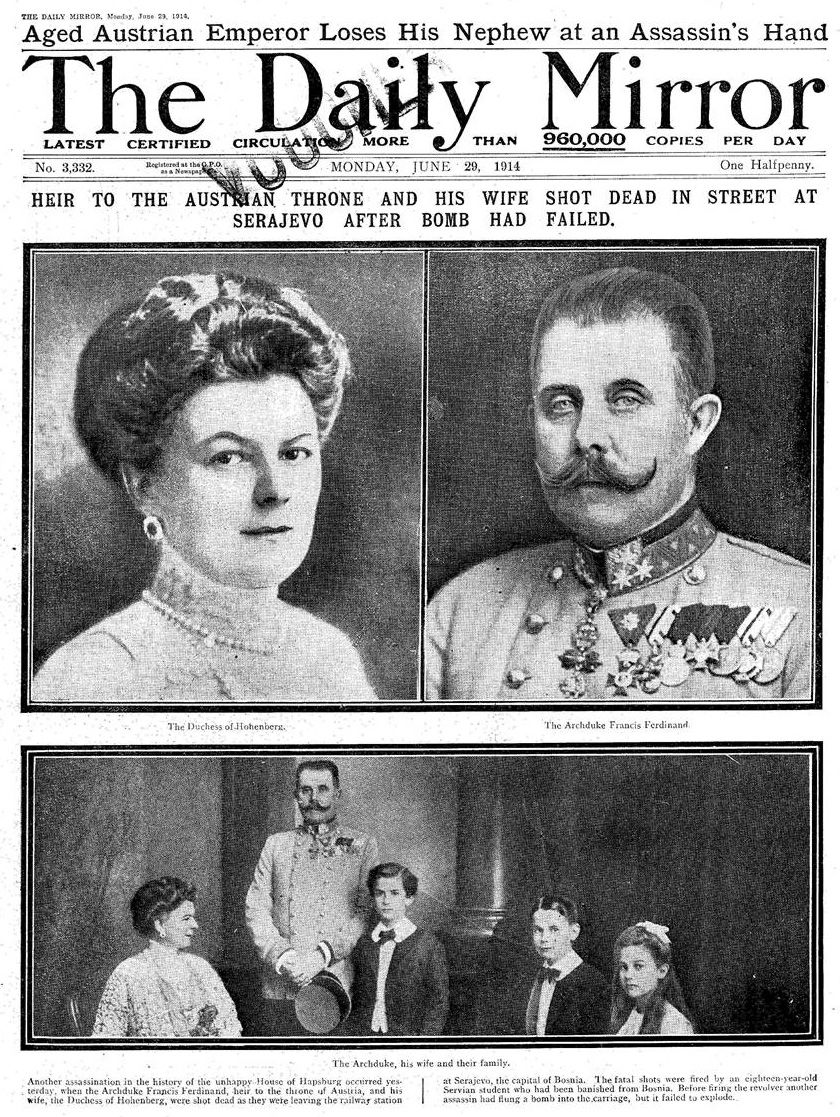 THE DAILY MIRROR, Monday, June 29, 1914.
Aged Austrian Emperor Loses His Nephew at an Assassin's Hand
The Daily Mirror
LATEST CERTIFIED CIRCULATION MORE THAN 960,000 COPIES PER DAY
No. 3,332.
Registered at the G.P.O.
as a Newspaper.
MONDAY, JUNE 29, 1914
One Halfpenny.
HEIR TO THE AUSTRIAN THRONE AND HIS WIFE SHOT DEAD IN STREET AT
SERAJEVO AFTER BOMB HAD FAILED.
The Duchess of Hohenberg.
The Archduke Francis Ferdinand.
The Archduke, his wife and their family.
Another assassination in the history of the unhappy House of Hapsburg occurred yes-
terday, when the Archduke Francis Ferdinand, heir to the throne of Austria, and his
wife, the Duchess of Hohenberg, were shot dead as they were leaving the railway station
at Serajevo, the capital of Bosnia. The fatal shots were fired by an eighteen-year-old
Servian student who had been banished from Bosnia. Before firing the revolver another
assassin had flung a bomb into the carriage, but it failed to explode.